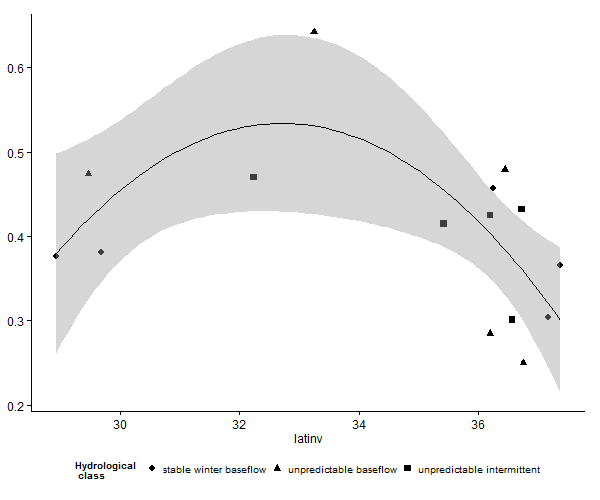 0.6
0.5
0.4
0.3
0.2
30 32 34 36
latinv
Hydrological
class
stable winter baseflow unpredictable baseflow unpredictable intermittent